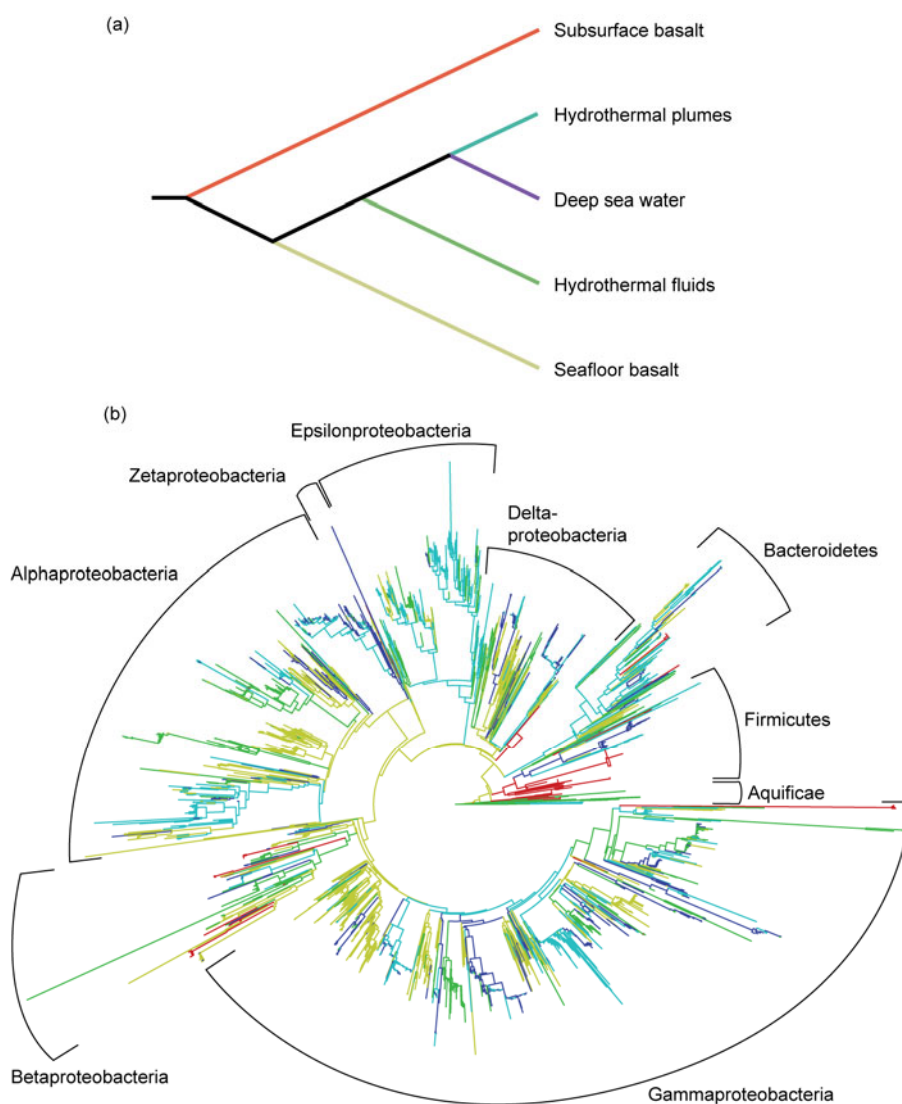 (a)
Subsurface basalt
Hydrothermal plumes
Deep sea water
Hydrothermal fluids
Seafloor basalt
(b)
Epsilonproteobacteria
Zetaproteobacteria
Delta-
proteobacteria
Bacteroidetes
Alphaproteobacteria
Firmicutes
Aquificae
Betaproteobacteria
Gammaproteobacteria